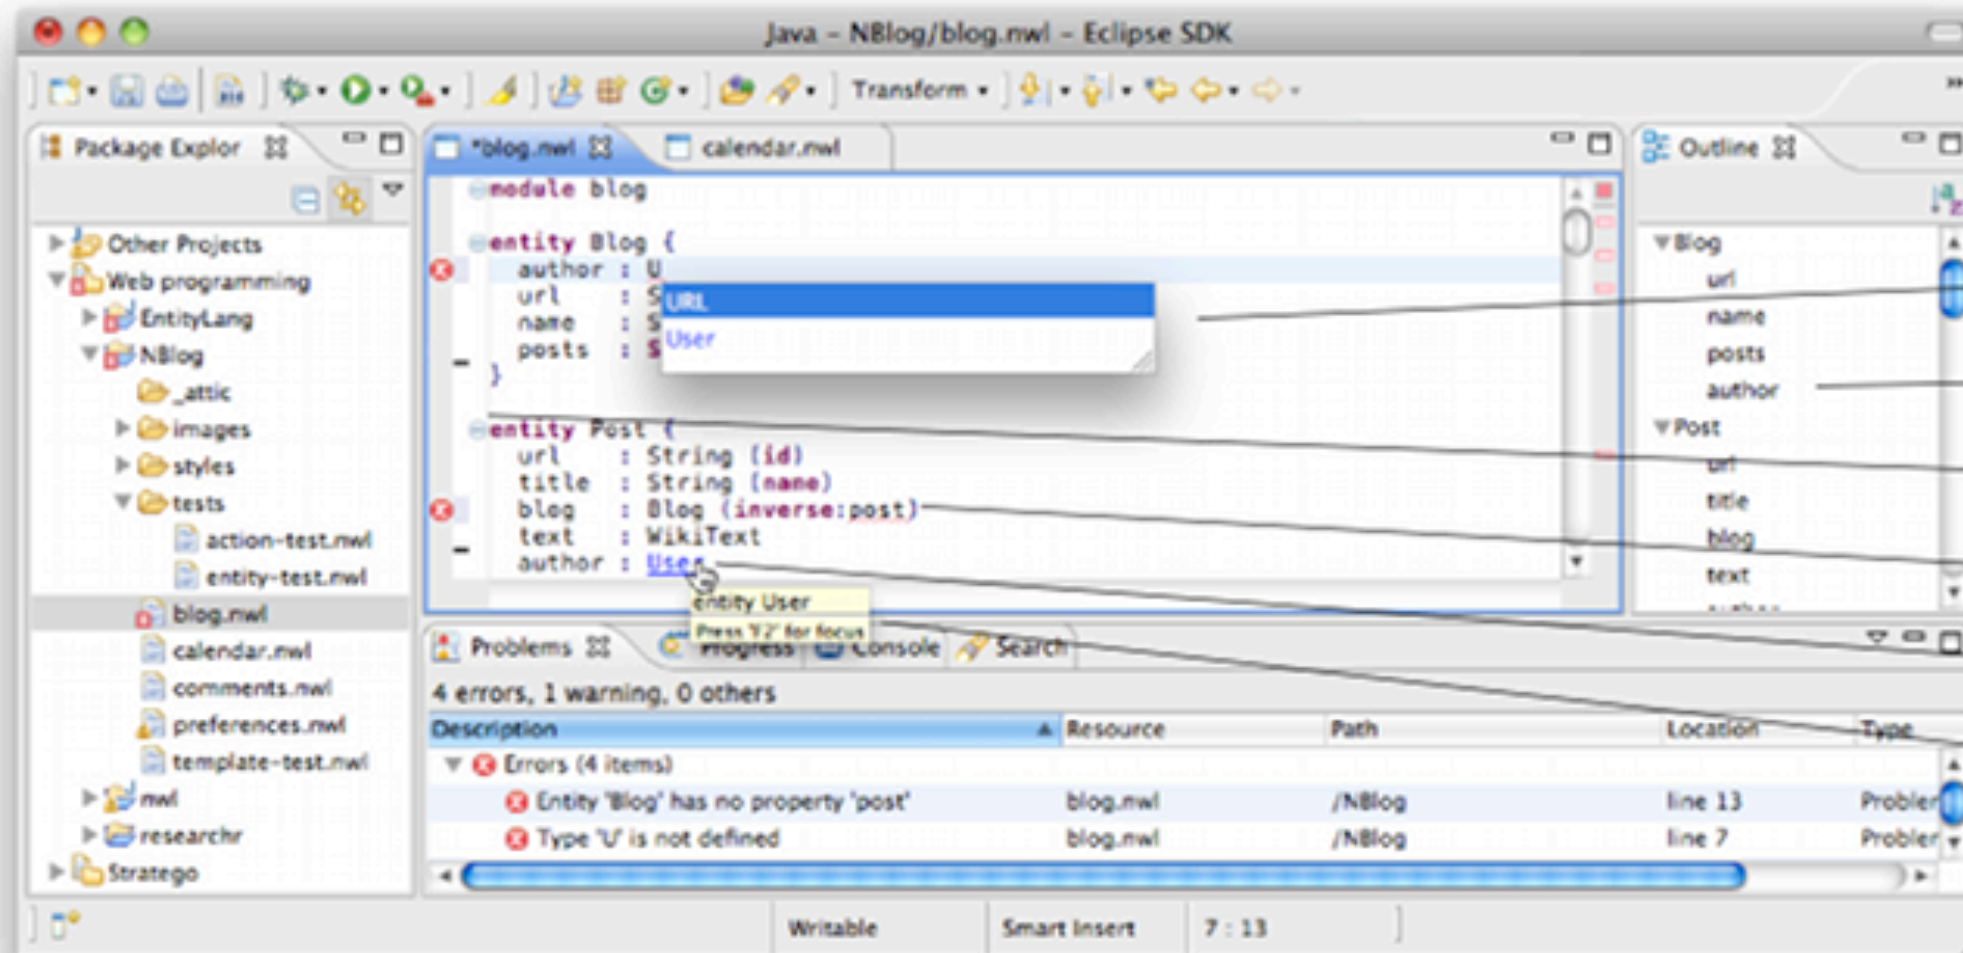 Java – NBlog/blog.nwl – Eclipse SDK
Transform
Package Explor
Other Projects
Web programming
EntityLang
NBlog
_attic
images
styles
tests
action-test.nwl
entity-test.nwl
blog.nwl
calendar.nwl
comments.nwl
preferences.nwl
template-test.nwl
nwl
researchr
Stratego
*blog.nwl
calendar.nwl
module blog
entity Blog {
author : U
url : S
name : S
posts : S
}
URL
User
entity Post {
url : String (id)
title : String (name)
blog : Blog (inverse:post)
text : WikiText
author : User
entity User
Press 'F2' for focus
Outline
Blog
url
name
posts
author
Post
url
title
blog
text
author
Problems
Progress
Console
Search
4 errors, 1 warning, 0 others
Description Resource Path Location Type
Errors (4 items)
Entity 'Blog' has no property 'post' blog.nwl /NBlog line 13 Probler
Type 'U' is not defined blog.nwl /NBlog line 7 Probler
Writable
Smart Insert
7 : 13